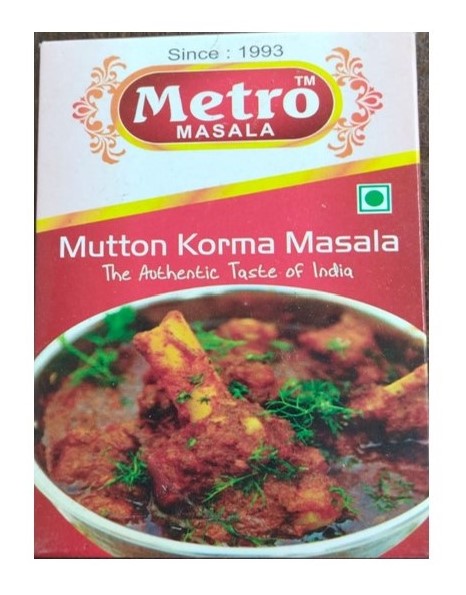 Since : 1993
Metro TM
MASALA
Mutton Korma Masala
The Authentic Taste of India